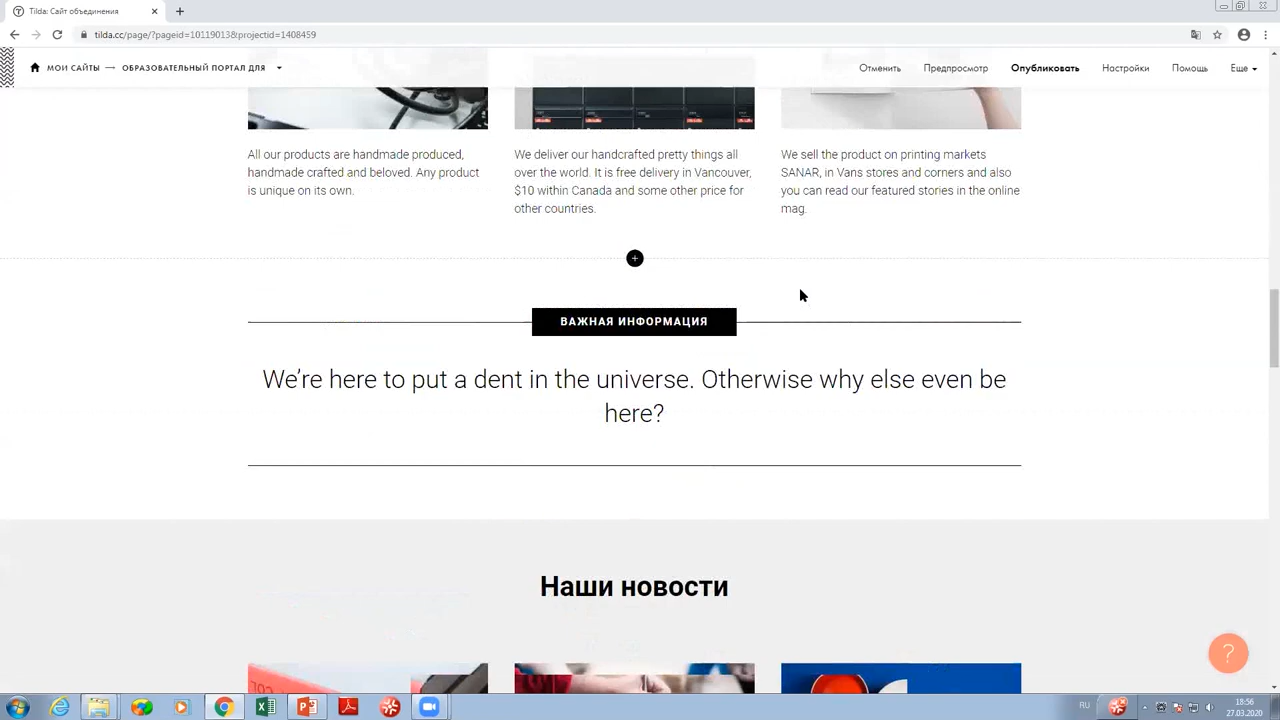 Tilda: Сайт объединения
tilda.cc/page/?pageid=10119013&projectid=1408459
МОИ САЙТЫ → ОБРАЗОВАТЕЛЬНЫЙ ПОРТАЛ ДЛЯ
Отменить Предпросмотр Опубликовать Настройки Помощь Еще
All our products are handmade produced,
handmade crafted and beloved. Any product
is unique on its own.
We deliver our handcrafted pretty things all
over the world. It is free delivery in Vancouver,
$10 within Canada and some other price for
other countries.
We sell the product on printing markets
SANAR, in Vans stores and corners and also
you can read our featured stories in the online
mag.
ВАЖНАЯ ИНФОРМАЦИЯ
We’re here to put a dent in the universe. Otherwise why else even be
here?
Наши новости
?
RU
18:56
27.03.2020